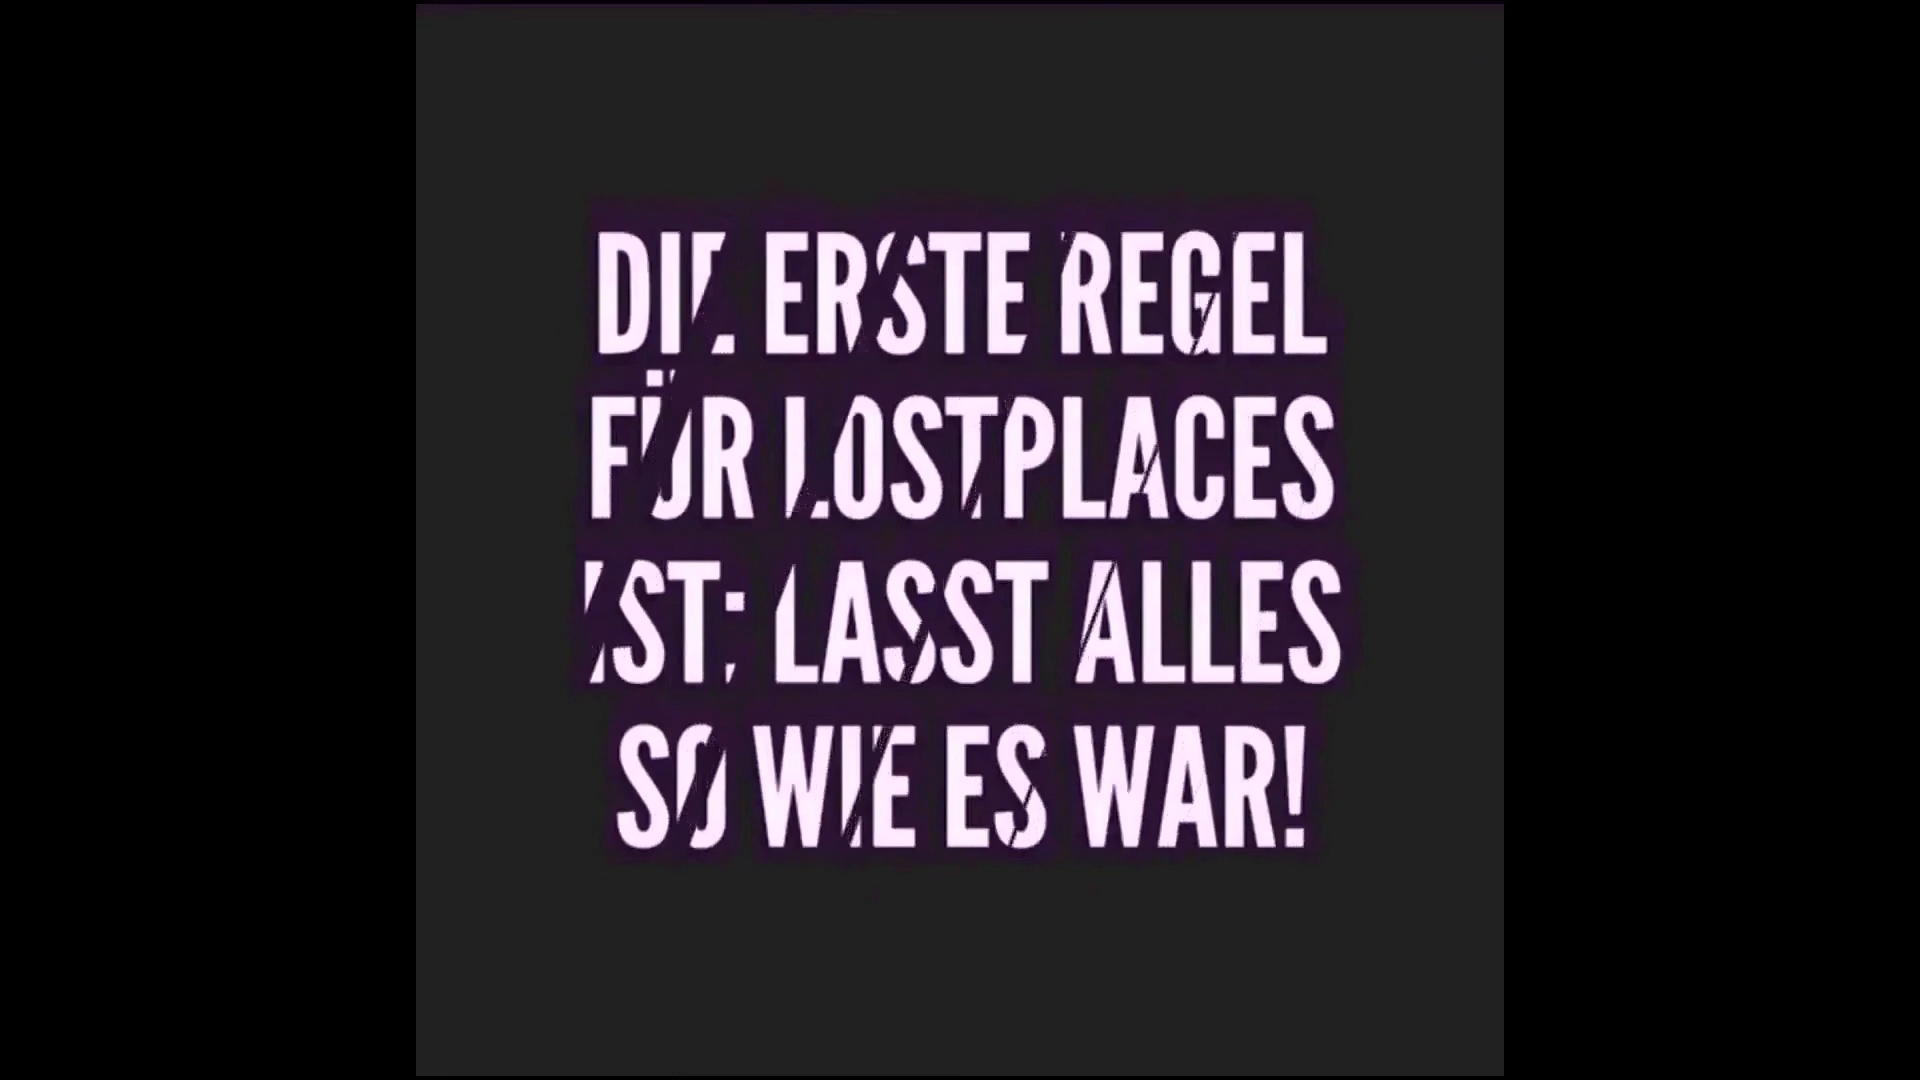 DIE ERSTE REGEL
FÜR LOSTPLACES
IST: LASST ALLES
SO WIE ES WAR!